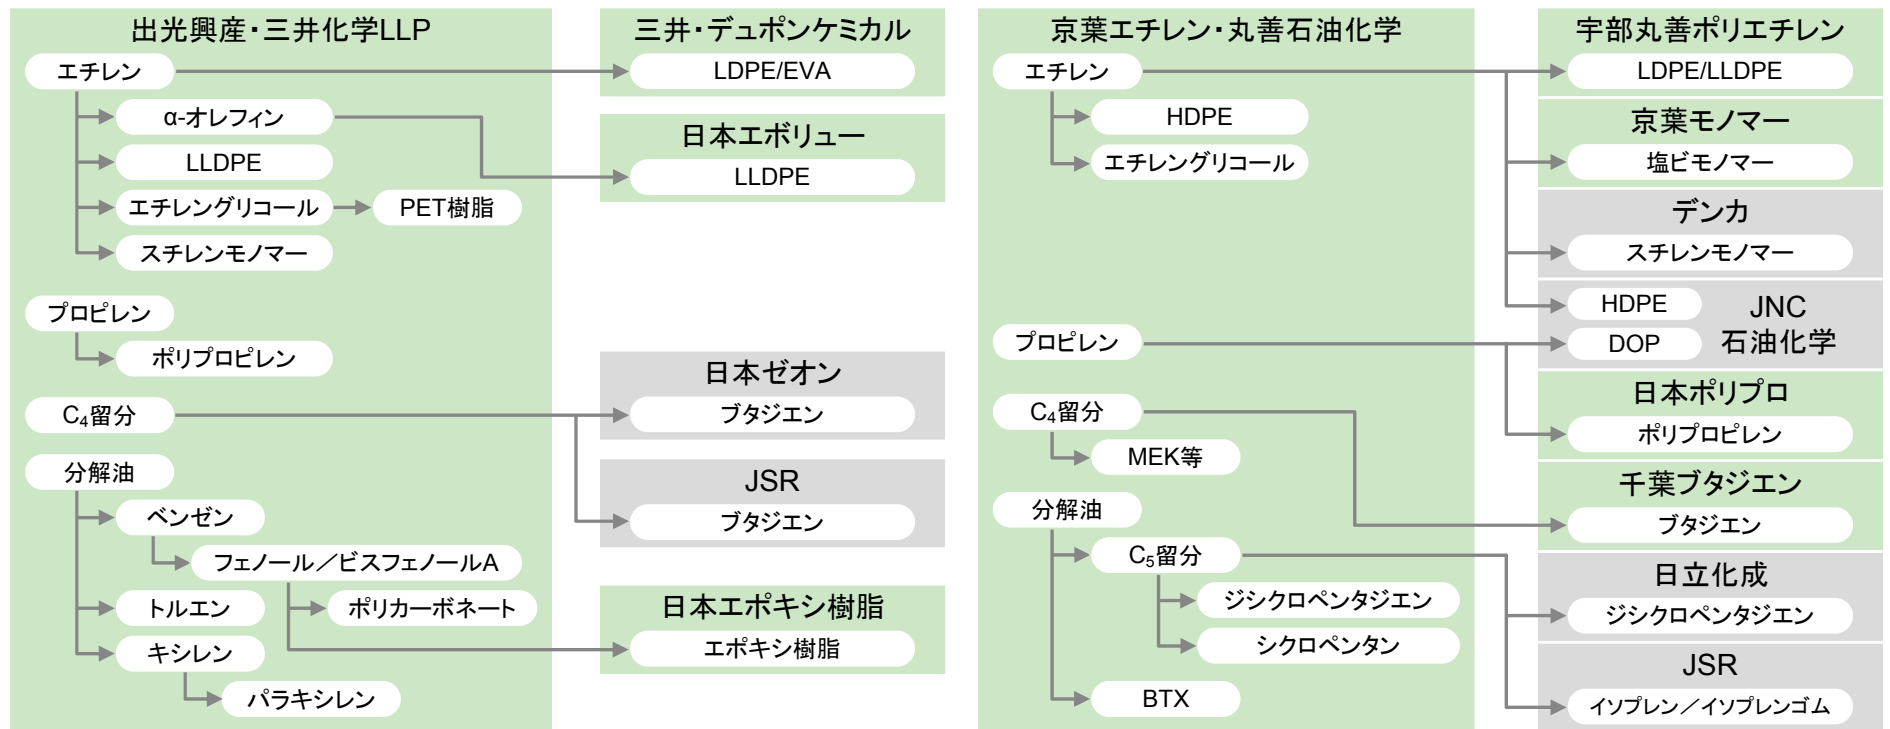 出光興産・三井化学LLP
エチレン
α-オレフィン
LLDPE
エチレングリコール
PET樹脂
スチレンモノマー
プロピレン
ポリプロピレン
C₄留分
分解油
ベンゼン
フェノール／ビスフェノールA
トルエン
ポリカーボネート
キシレン
パラキシレン
三井・デュポンケミカル
LDPE/EVA
日本エボリュー
LLDPE
日本ゼオン
ブタジエン
JSR
ブタジエン
日本エポキシ樹脂
エポキシ樹脂
京葉エチレン・丸善石油化学
エチレン
HDPE
エチレングリコール
プロピレン
C₄留分
MEK等
分解油
C₅留分
ジシクロペンタジエン
シクロペンタン
BTX
宇部丸善ポリエチレン
LDPE/LLDPE
京葉モノマー
塩ビモノマー
デンカ
スチレンモノマー
HDPE
DOP
JNC
石油化学
日本ポリプロ
ポリプロピレン
千葉ブタジエン
ブタジエン
日立化成
ジシクロペンタジエン
JSR
イソプレン／イソプレンゴム